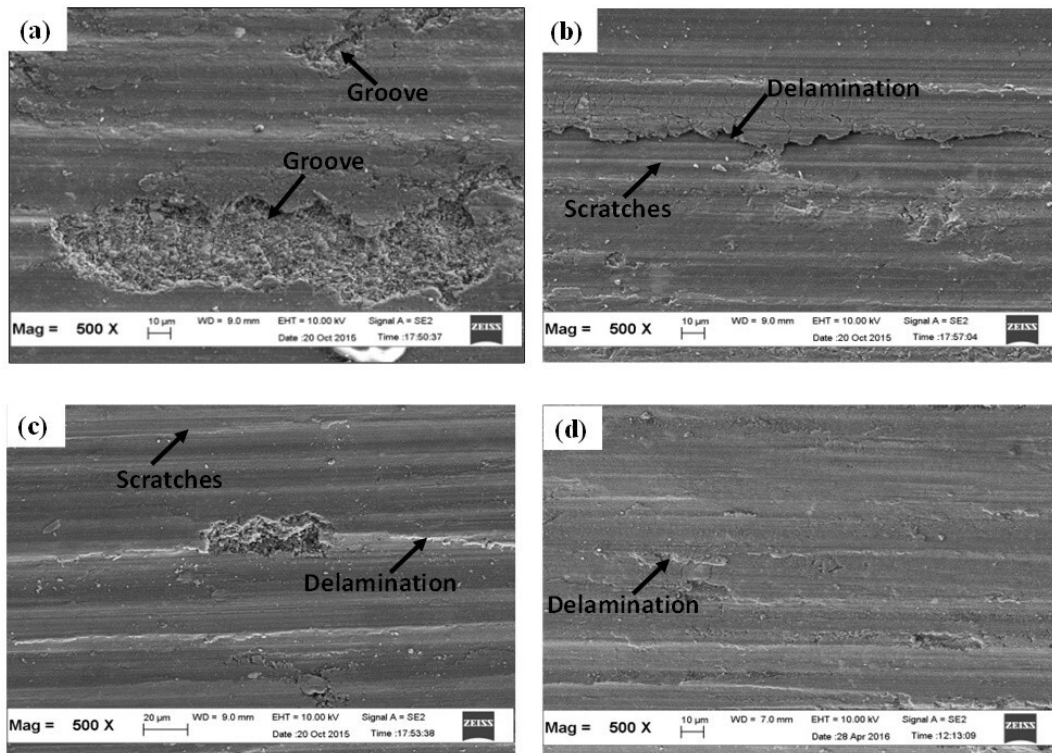 (a)
Groove
Groove
Mag = 500 X 10 µm WD = 9.0 mm EHT = 10.00 kV Signal A = SE2 ZEISS
Date :20 Oct 2015 Time :17:50:37
(b)
Delamination
Scratches
Mag = 500 X 10 µm WD = 9.0 mm EHT = 10.00 kV Signal A = SE2 ZEISS
Date :20 Oct 2015 Time :17:57:04
(c)
Scratches
Delamination
Mag = 500 X 20 µm WD = 9.0 mm EHT = 10.00 kV Signal A = SE2 ZEISS
Date :20 Oct 2015 Time :17:53:38
(d)
Delamination
Mag = 500 X 10 µm WD = 7.0 mm EHT = 10.00 kV Signal A = SE2 ZEISS
Date :28 Apr 2016 Time :12:13:09